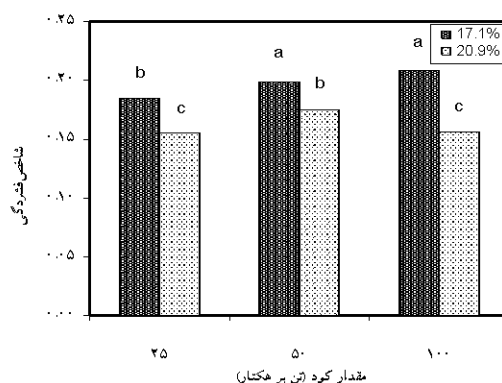 ۰.۲۵
۰.۲۰
۰.۱۵
۰.۱۰
۰.۰۵
۰.۰۰
شاخص فشردگی
17.1%
20.9%
b
c
a
b
a
c
۲۵
۵۰
۱۰۰
مقدار کود (تن بر هکتار)